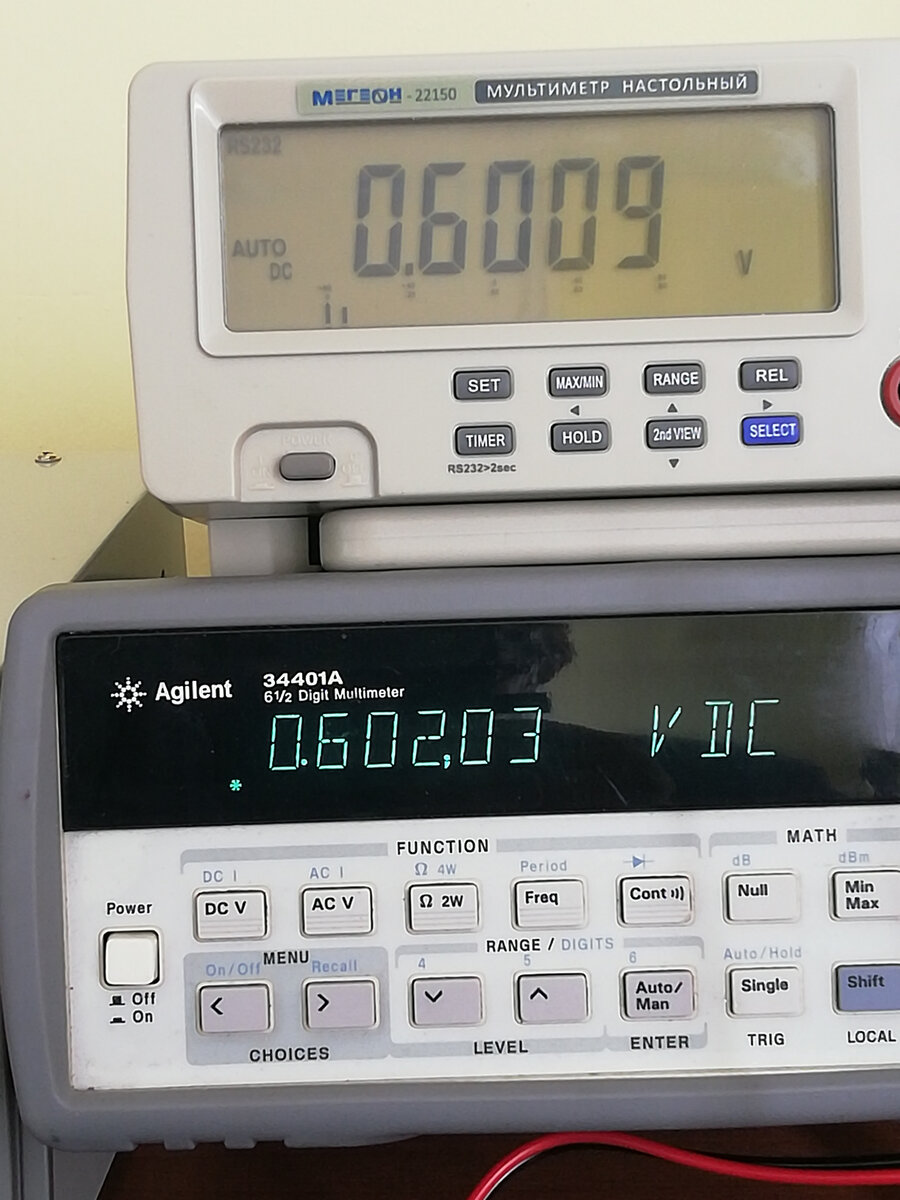 МЕГЕОН - 22150 МУЛЬТИМЕТР НАСТОЛЬНЫЙ
RS232
0.6009
AUTO
DC
V
SET MAX/MIN RANGE REL
TIMER HOLD 2nd VIEW SELECT
RS232>2sec
POWER
Agilent 34401A
6½ Digit Multimeter
0.602,03 VDC
*
FUNCTION MATH
DC I AC I Ω 4W Period dB dBm
Power DC V AC V Ω 2W Freq Cont Null Min Max
MENU RANGE / DIGITS
On/Off Recall 4 5 6 Auto/Hold
< > Auto/Man Single Shift
Off
On
CHOICES LEVEL ENTER TRIG LOCAL